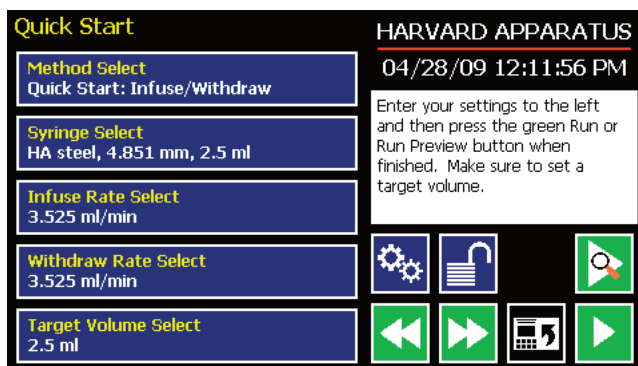 Quick Start
Method Select
Quick Start: Infuse/Withdraw
Syringe Select
HA steel, 4.851 mm, 2.5 ml
Infuse Rate Select
3.525 ml/min
Withdraw Rate Select
3.525 ml/min
Target Volume Select
2.5 ml
HARVARD APPARATUS
04/28/09 12:11:56 PM
Enter your settings to the left
and then press the green Run or
Run Preview button when
finished. Make sure to set a
target volume.